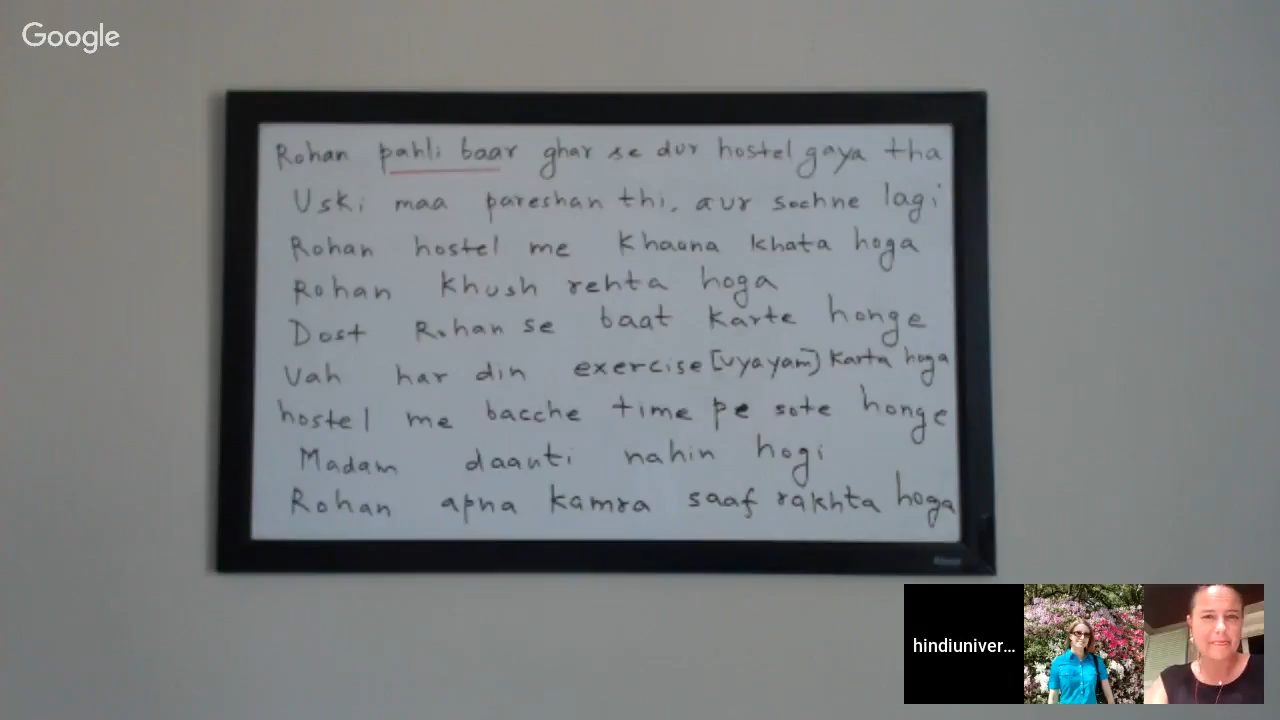 Google
Rohan pahli baar ghar se dur hostel gaya tha
Uski maa pareshan thi, aur sochne lagi
Rohan hostel me khaana khata hoga
Rohan khush rehta hoga
Dost Rohan se baat karte honge
Vah har din exercise [vyayam] karta hoga
hostel me bacche time pe sote honge
Madam daanti nahin hogi
Rohan apna kamra saaf rakhta hoga
hindiuniver...